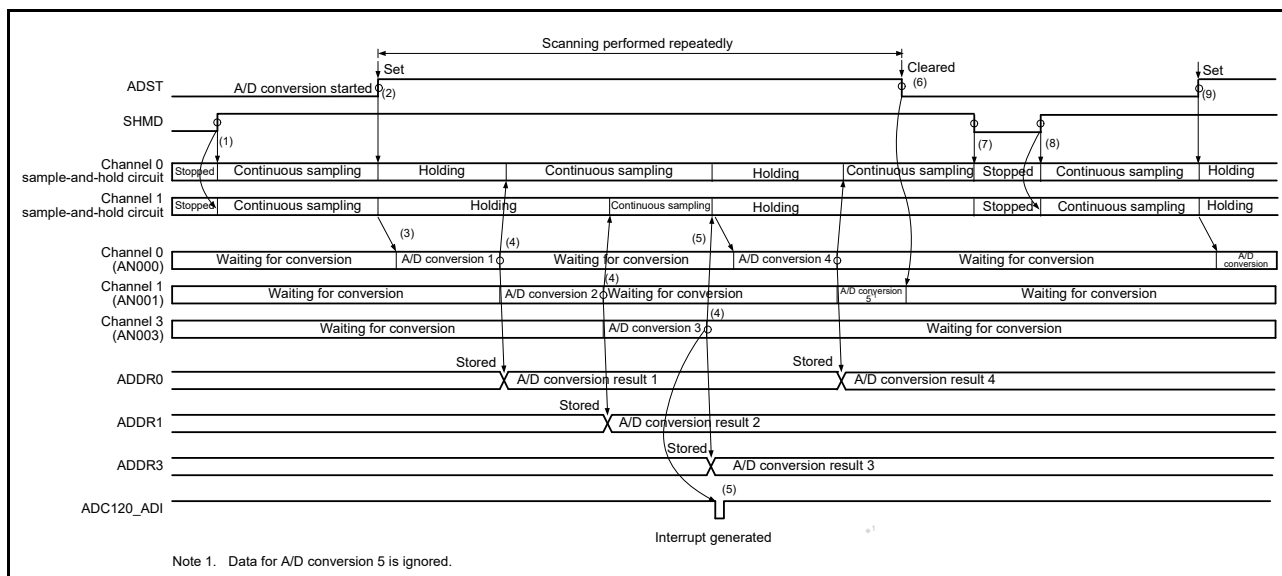 Scanning performed repeatedly
Set
Cleared
Set
ADST
A/D conversion started
(2)
(6)
(9)
SHMD
(1)
(7)
(8)
Channel 0
sample-and-hold circuit
Stopped
Continuous sampling
Holding
Continuous sampling
Holding
Continuous sampling
Stopped
Continuous sampling
Holding
Channel 1
sample-and-hold circuit
Stopped
Continuous sampling
Holding
Continuous sampling
Holding
Stopped
Continuous sampling
Holding
(3)
(4)
(5)
Channel 0
(AN000)
Waiting for conversion
A/D conversion 1
Waiting for conversion
A/D conversion 4
Waiting for conversion
A/D
conversion
(4)
Channel 1
(AN001)
Waiting for conversion
A/D conversion 2
Waiting for conversion
A/D conversion
5
Waiting for conversion
(4)
Channel 3
(AN003)
Waiting for conversion
A/D conversion 3
Waiting for conversion
Stored
ADDR0
A/D conversion result 1
A/D conversion result 4
Stored
ADDR1
A/D conversion result 2
Stored
ADDR3
A/D conversion result 3
(5)
ADC120_ADI
Interrupt generated
*1
Note 1. Data for A/D conversion 5 is ignored.